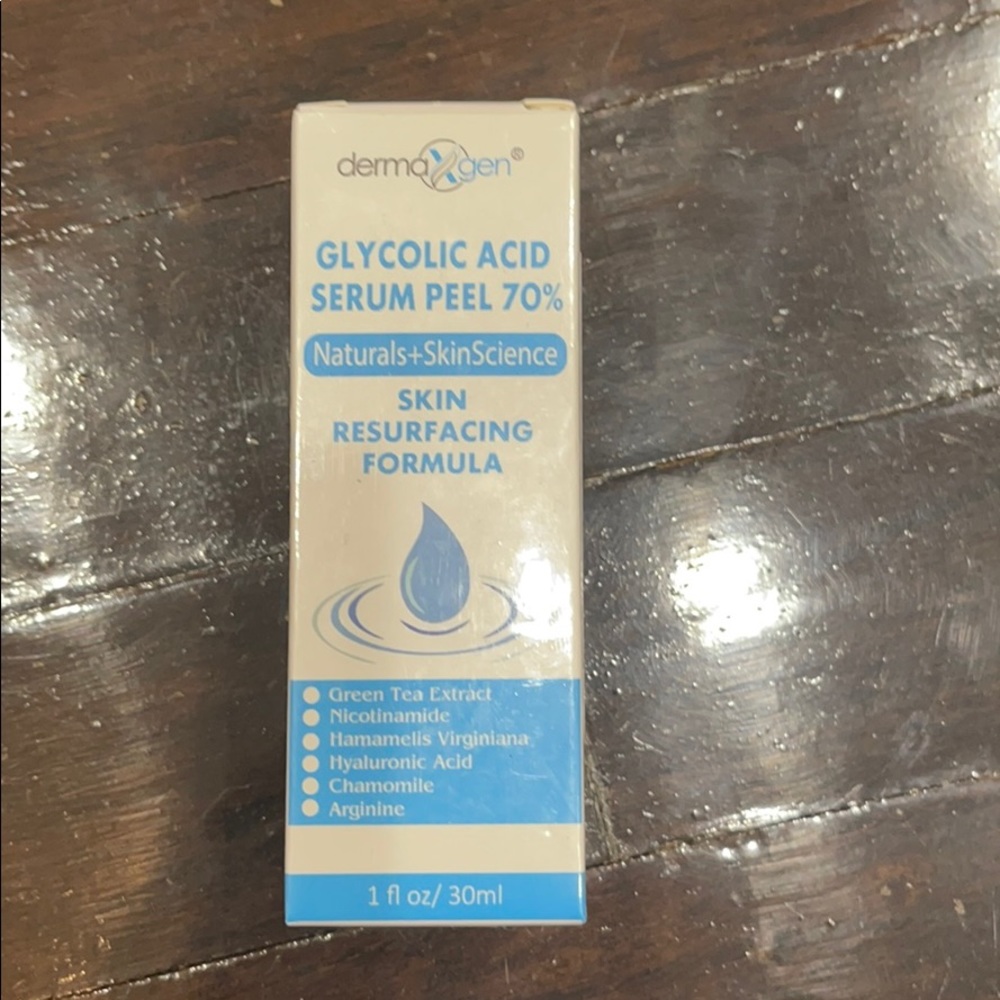 dermaXgen®
GLYCOLIC ACID
SERUM PEEL 70%
Naturals+SkinScience
SKIN
RESURFACING
FORMULA
Green Tea Extract
Nicotinamide
Hamamelis Virginiana
Hyaluronic Acid
Chamomile
Arginine
1 fl oz/ 30ml